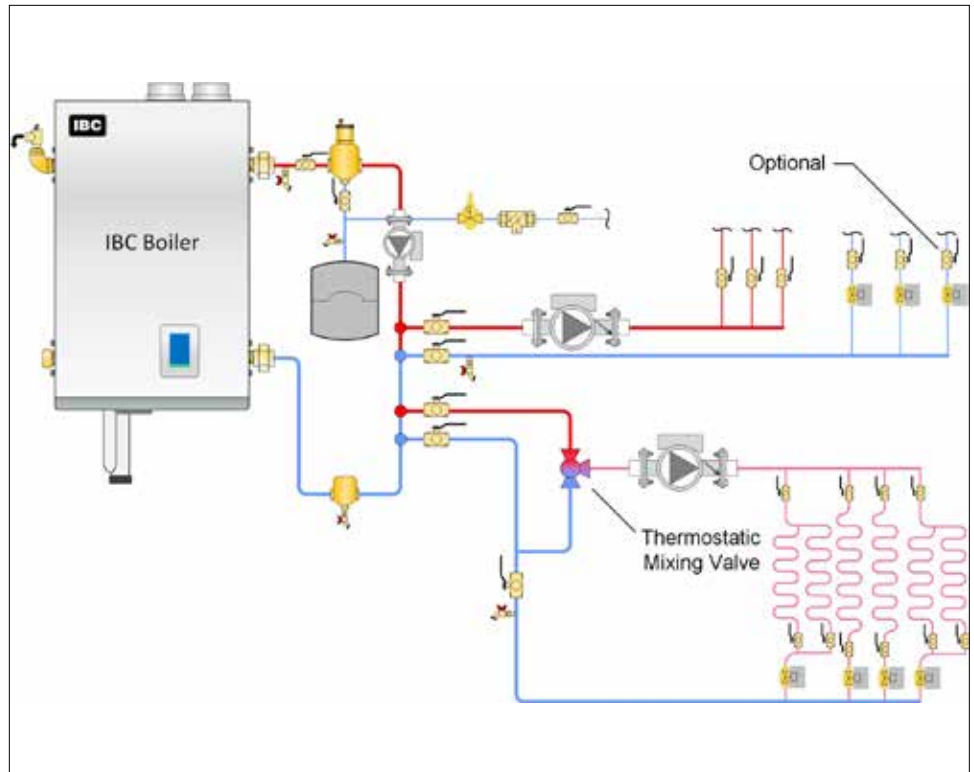 IBC
IBC Boiler
Optional
Thermostatic
Mixing Valve